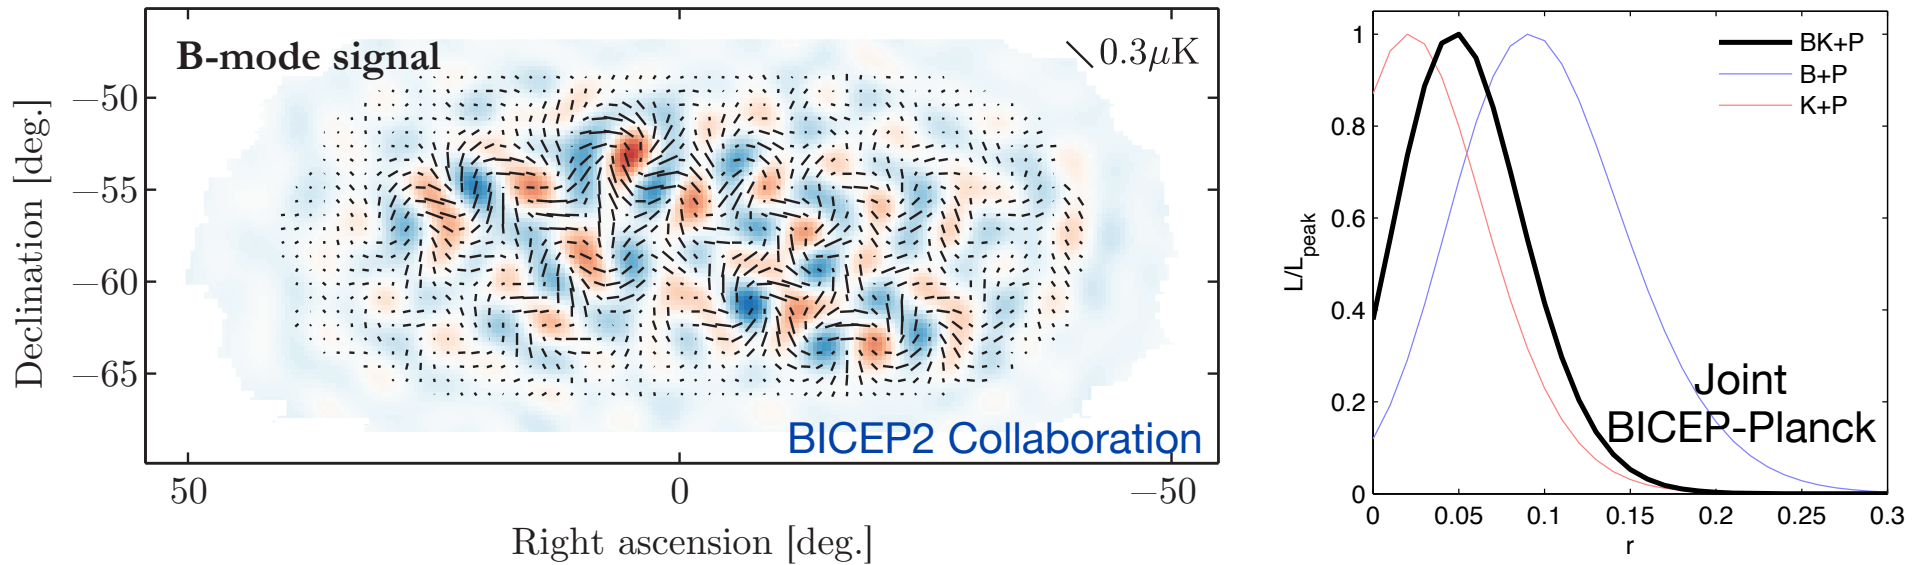 B-mode signal
0.3μK
Declination [deg.]
−50
−55
−60
−65
BICEP2 Collaboration
50
0
−50
Right ascension [deg.]
L/Lpeak
1
0.8
0.6
0.4
0.2
0
BK+P
B+P
K+P
Joint
BICEP-Planck
0
0.05
0.1
0.15
0.2
0.25
0.3
r